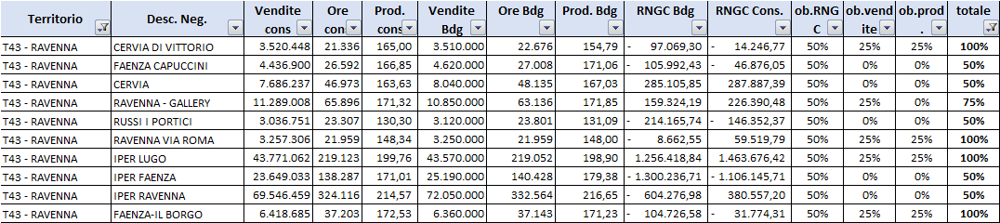 Territorio Desc. Neg. Vendite cons Ore cons Prod. cons Vendite Bdg Ore Bdg Prod. Bdg RNGC Bdg RNGC Cons. ob.RNGC ob.vendite ob.prod. totale
T43 - RAVENNA CERVIA DI VITTORIO 3.520.448 21.336 165,00 3.510.000 22.676 154,79 - 97.069,30 - 14.246,77 50% 25% 25% 100%
T43 - RAVENNA FAENZA CAPUCCINI 4.436.900 26.592 166,85 4.620.000 27.008 171,06 - 105.992,43 - 46.876,05 50% 0% 0% 50%
T43 - RAVENNA CERVIA 7.686.237 46.973 163,63 8.040.000 48.135 167,03 285.105,85 287.887,39 50% 0% 0% 50%
T43 - RAVENNA RAVENNA - GALLERY 11.289.008 65.896 171,32 10.850.000 63.136 171,85 159.324,19 226.390,48 50% 25% 0% 75%
T43 - RAVENNA RUSSI I PORTICI 3.036.751 23.307 130,30 3.120.000 23.801 131,09 - 214.165,74 - 146.352,37 50% 0% 0% 50%
T43 - RAVENNA RAVENNA VIA ROMA 3.257.306 21.959 148,34 3.250.000 21.959 148,00 - 8.662,55 59.519,79 50% 25% 25% 100%
T43 - RAVENNA IPER LUGO 43.771.062 219.123 199,76 43.570.000 219.052 198,90 1.256.418,84 1.463.676,42 50% 25% 25% 100%
T43 - RAVENNA IPER FAENZA 23.649.033 138.287 171,01 25.190.000 140.428 179,38 - 1.300.236,71 - 1.106.145,71 50% 0% 0% 50%
T43 - RAVENNA IPER RAVENNA 69.546.459 324.116 214,57 72.050.000 332.564 216,65 - 604.276,98 380.557,20 50% 0% 0% 50%
T43 - RAVENNA FAENZA-IL BORGO 6.418.685 37.203 172,53 6.360.000 37.143 171,23 - 104.726,58 - 31.774,31 50% 25% 25% 100%